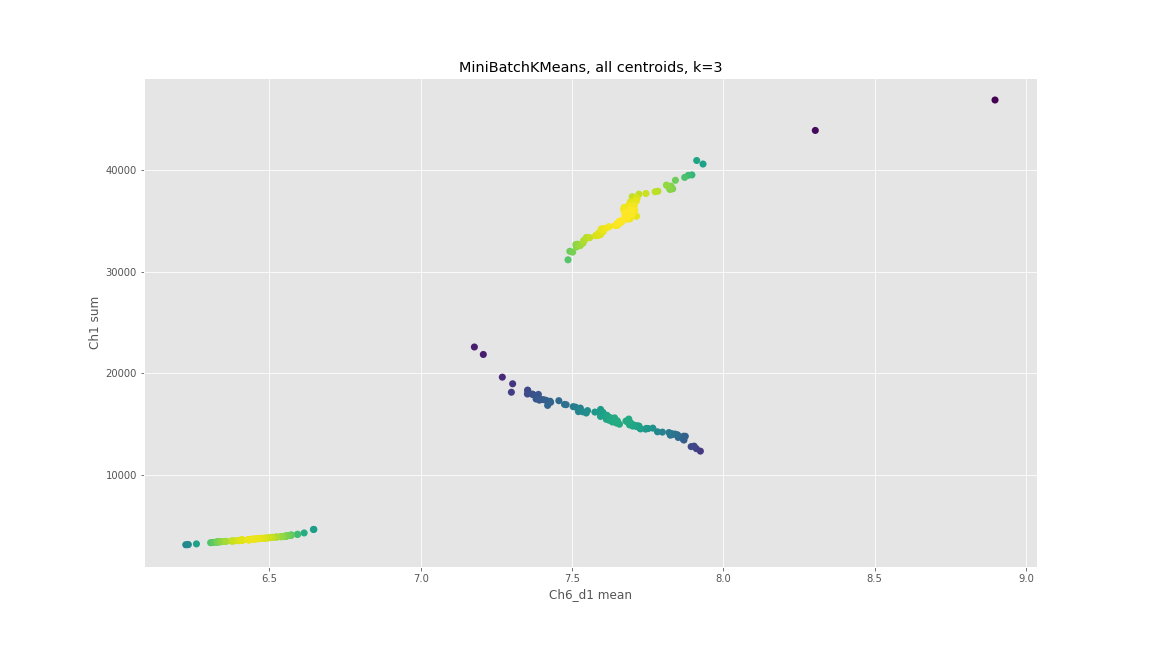 MiniBatchKMeans, all centroids, k=3
Ch1 sum
40000
30000
20000
10000
6.5 7.0 7.5 8.0 8.5 9.0
Ch6_d1 mean